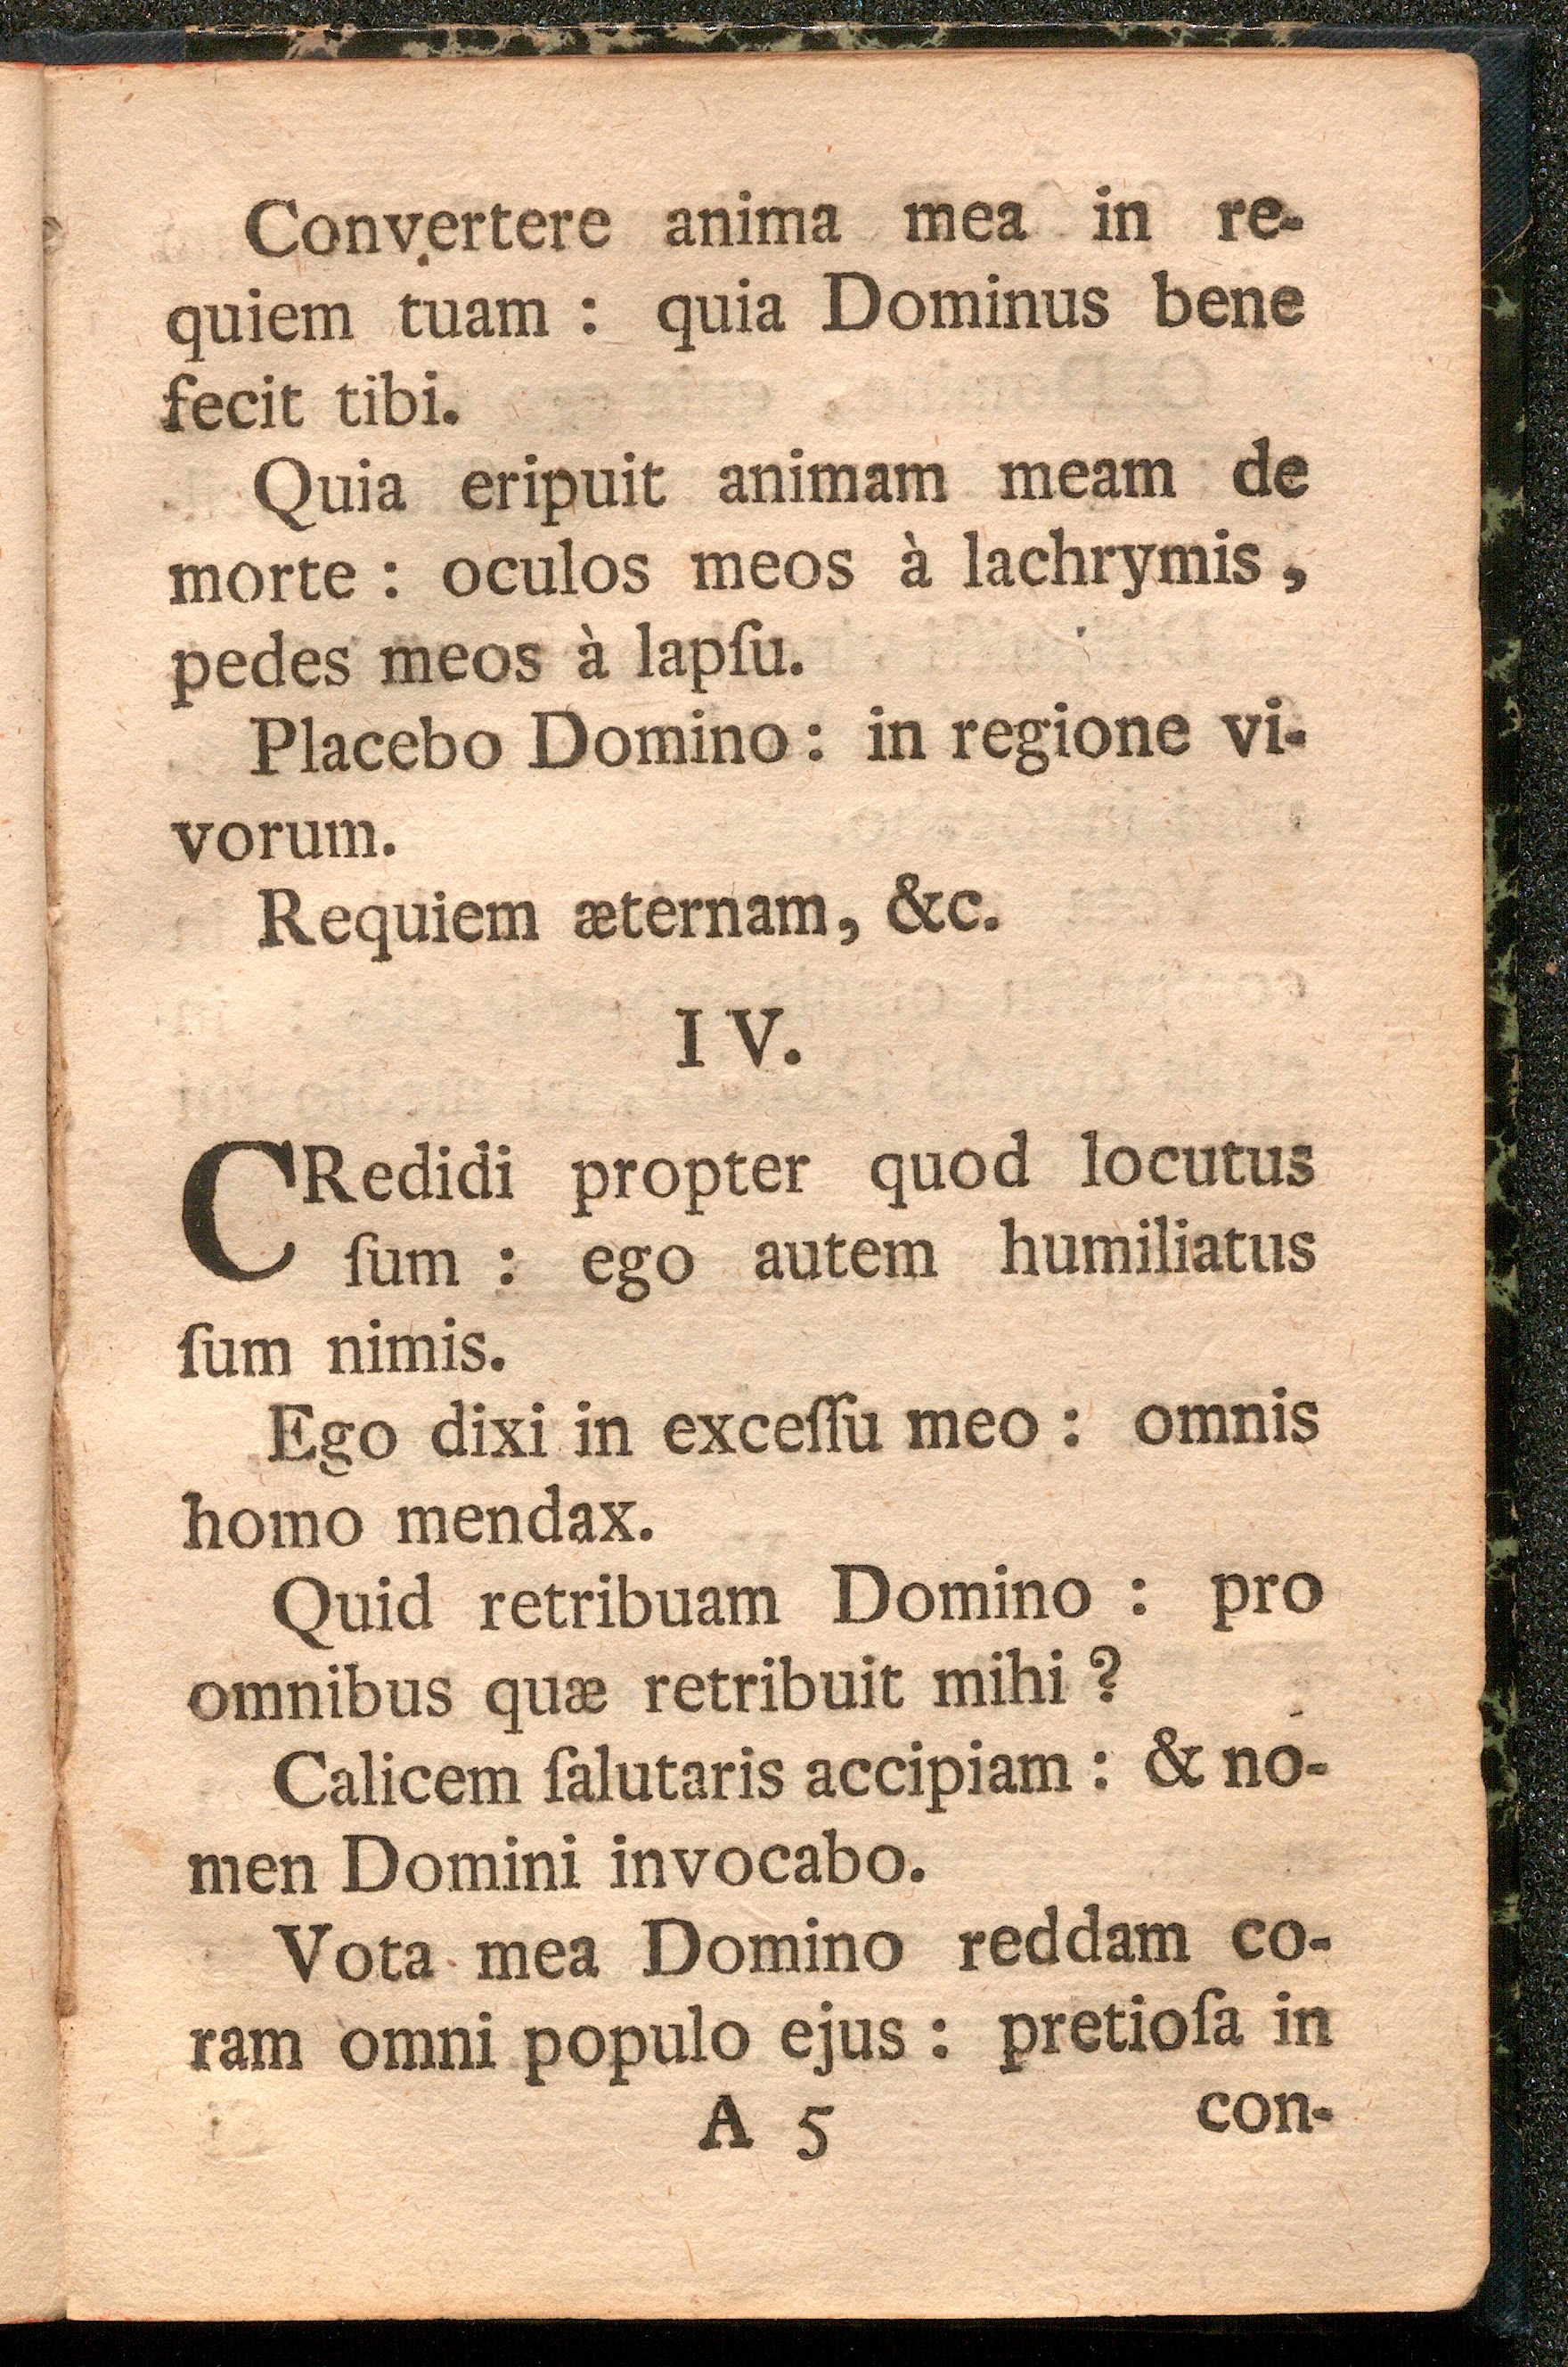 Convertere anima mea in re-
quiem tuam : quia Dominus bene
fecit tibi.
Quia eripuit animam meam de
morte : oculos meos à lachrymis,
pedes meos à lapſu.
Placebo Domino : in regione vi-
vorum.
Requiem æternam, &c.
IV.
CRedidi propter quod locutus
ſum : ego autem humiliatus
ſum nimis.
Ego dixi in exceſſu meo : omnis
homo mendax.
Quid retribuam Domino : pro
omnibus quæ retribuit mihi ?
Calicem ſalutaris accipiam : & no-
men Domini invocabo.
Vota mea Domino reddam co-
ram omni populo ejus : pretioſa in
A 5 con-